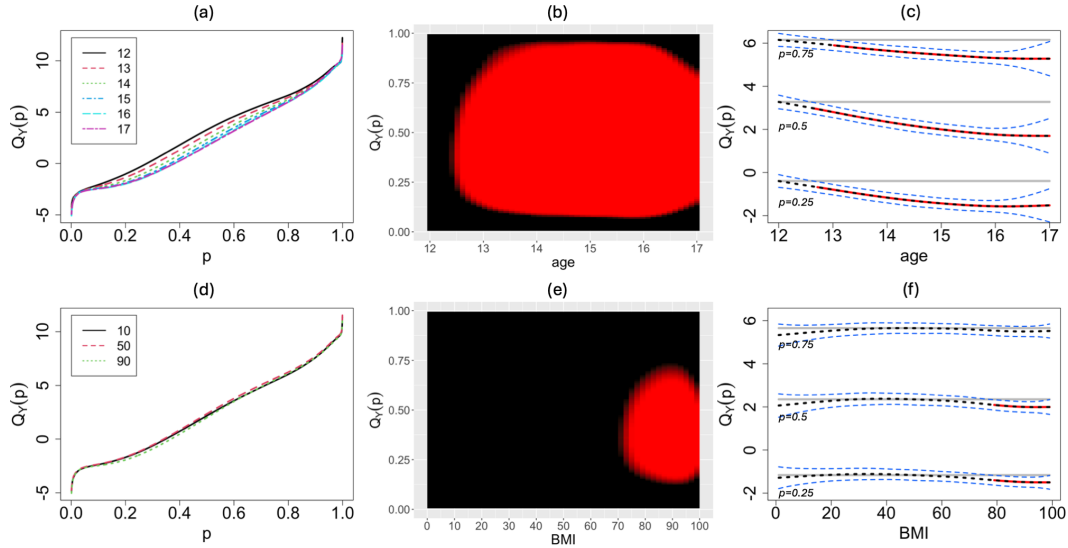 (a)
Q_Y(p)
10
5
0
-5
12
13
14
15
16
17
0.0 0.2 0.4 0.6 0.8 1.0
p
(b)
Q_Y(p)
1.00
0.75
0.50
0.25
0.00
12 13 14 15 16 17
age
(c)
Q_Y(p)
6
4
2
0
-2
p=0.75
p=0.5
p=0.25
12 13 14 15 16 17
age
(d)
Q_Y(p)
10
5
0
-5
10
50
90
0.0 0.2 0.4 0.6 0.8 1.0
p
(e)
Q_Y(p)
1.00
0.75
0.50
0.25
0.00
0 10 20 30 40 50 60 70 80 90 100
BMI
(f)
Q_Y(p)
6
4
2
0
-2
p=0.75
p=0.5
p=0.25
0 20 40 60 80 100
BMI